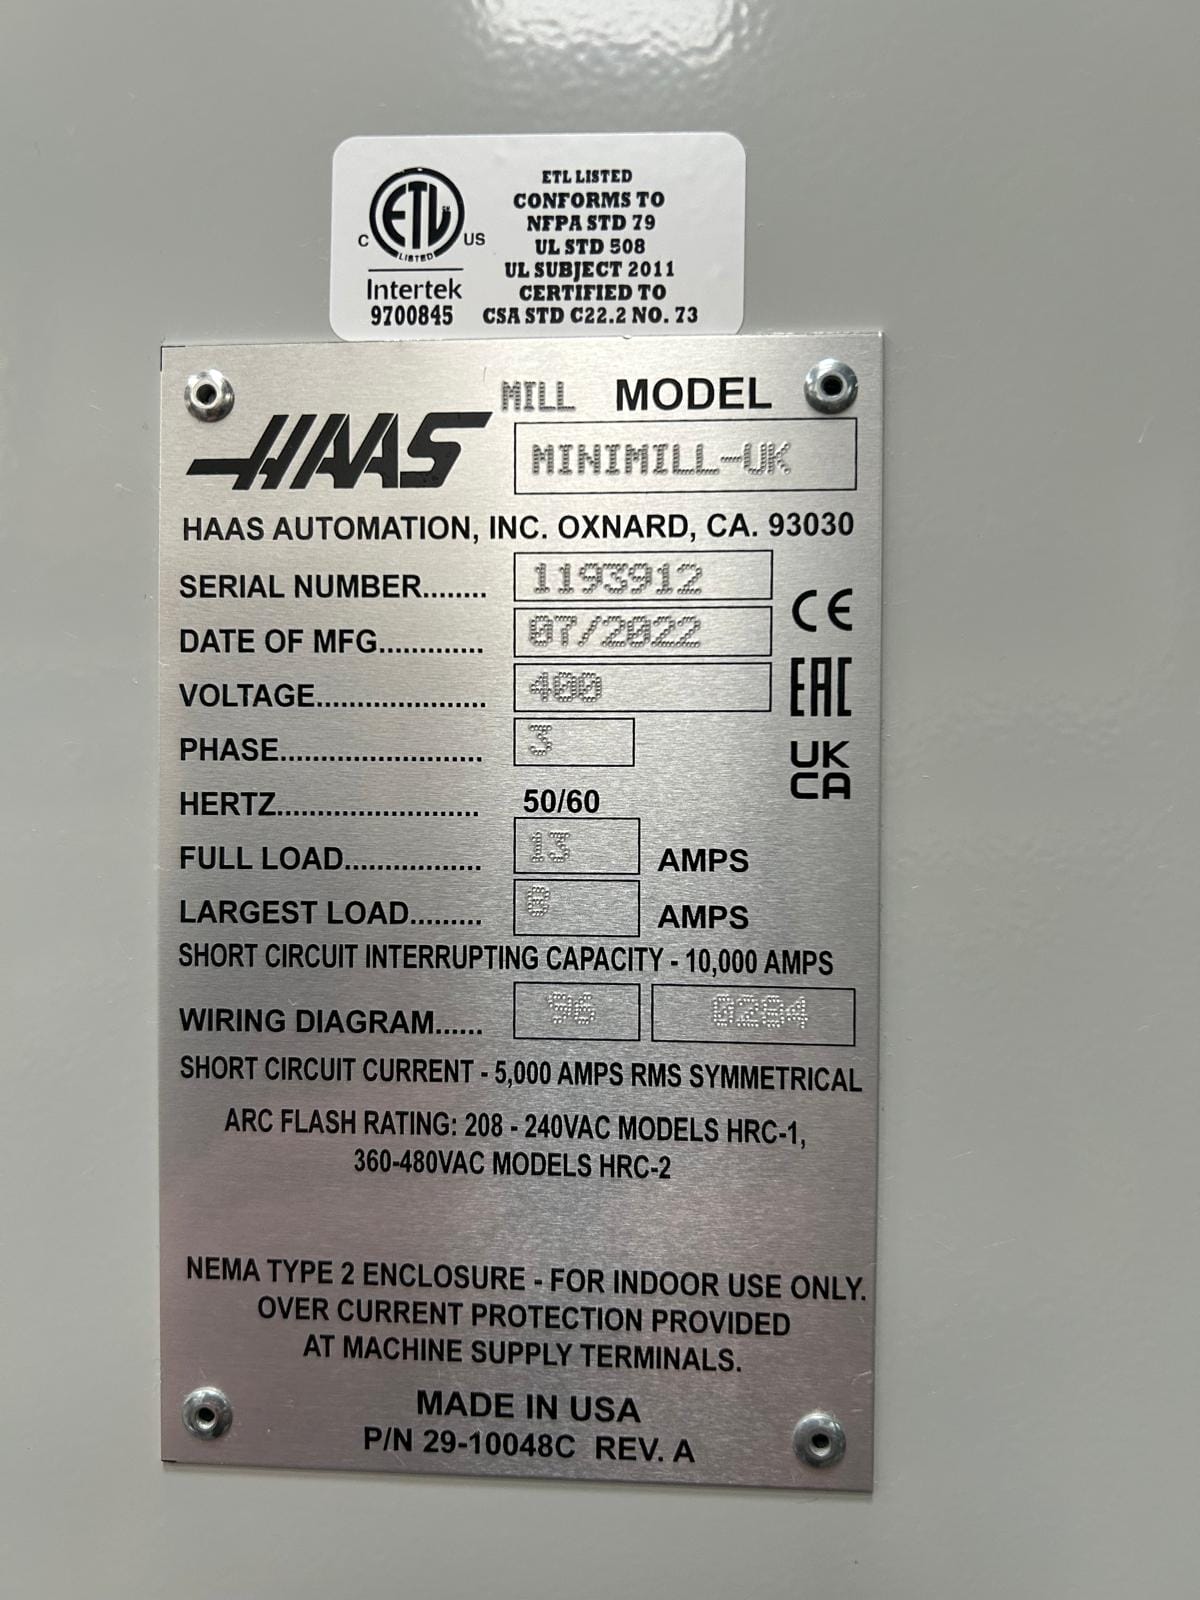 ETL LISTED
CONFORMS TO
NFPA STD 79
UL STD 508
UL SUBJECT 2011
CERTIFIED TO
CSA STD C22.2 NO. 73
ETL CM
LISTED
C US
Intertek
9700845
MILL MODEL
HAAS MINIMILL-UK
HAAS AUTOMATION, INC. OXNARD, CA. 93030
SERIAL NUMBER........ 1193912
DATE OF MFG............. 07/2022
VOLTAGE..................... 400
PHASE......................... 3
HERTZ......................... 50/60
FULL LOAD................. 13 AMPS
LARGEST LOAD......... 8 AMPS
CE
EAC
UK
CA
SHORT CIRCUIT INTERRUPTING CAPACITY - 10,000 AMPS
WIRING DIAGRAM...... 96 0284
SHORT CIRCUIT CURRENT - 5,000 AMPS RMS SYMMETRICAL
ARC FLASH RATING: 208 - 240VAC MODELS HRC-1,
360-480VAC MODELS HRC-2
NEMA TYPE 2 ENCLOSURE - FOR INDOOR USE ONLY.
OVER CURRENT PROTECTION PROVIDED
AT MACHINE SUPPLY TERMINALS.
MADE IN USA
P/N 29-10048C REV. A